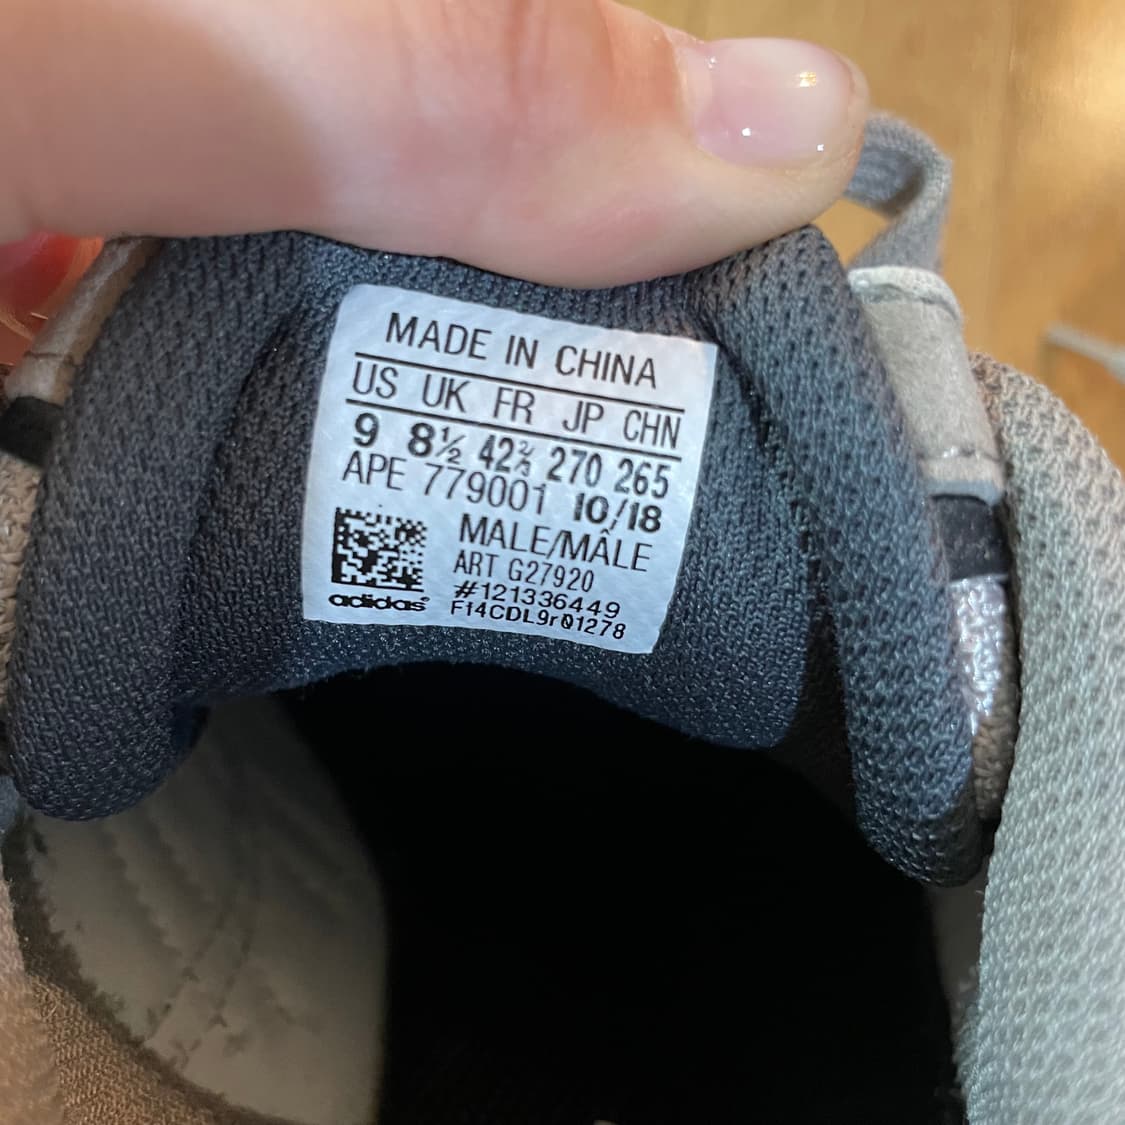 MADE IN CHINA
US UK FR JP CHN
9 8½ 42⅔ 270 265
APE 779001 10/18
MALE/MÂLE
ART G27920
#121336449
F14CDL9r01278
adidas®